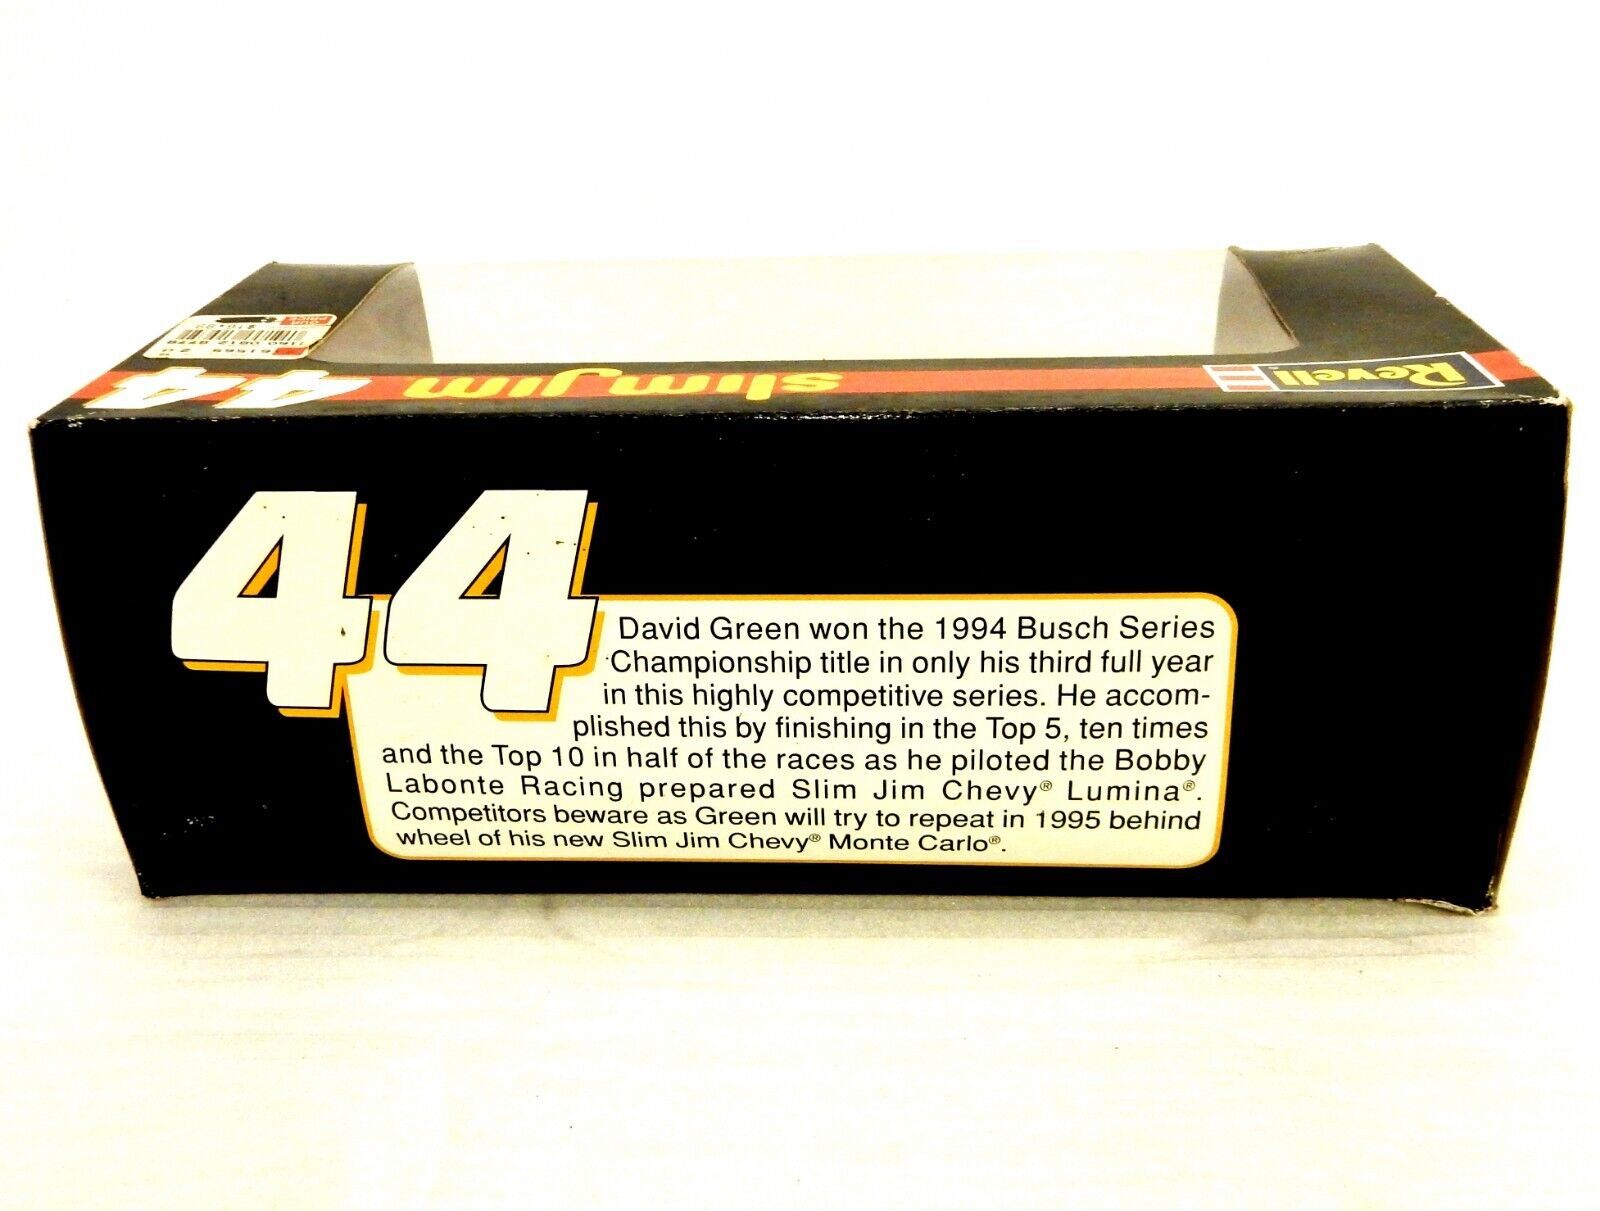 Revell
slim jim
44
44
David Green won the 1994 Busch Series
Championship title in only his third full year
in this highly competitive series. He accom-
plished this by finishing in the Top 5, ten times
and the Top 10 in half of the races as he piloted the Bobby
Labonte Racing prepared Slim Jim Chevy® Lumina®.
Competitors beware as Green will try to repeat in 1995 behind
wheel of his new Slim Jim Chevy® Monte Carlo®.